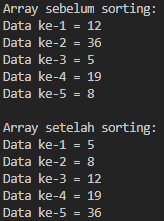 Array sebelum sorting:
Data ke-1 = 12
Data ke-2 = 36
Data ke-3 = 5
Data ke-4 = 19
Data ke-5 = 8

Array setelah sorting:
Data ke-1 = 5
Data ke-2 = 8
Data ke-3 = 12
Data ke-4 = 19
Data ke-5 = 36